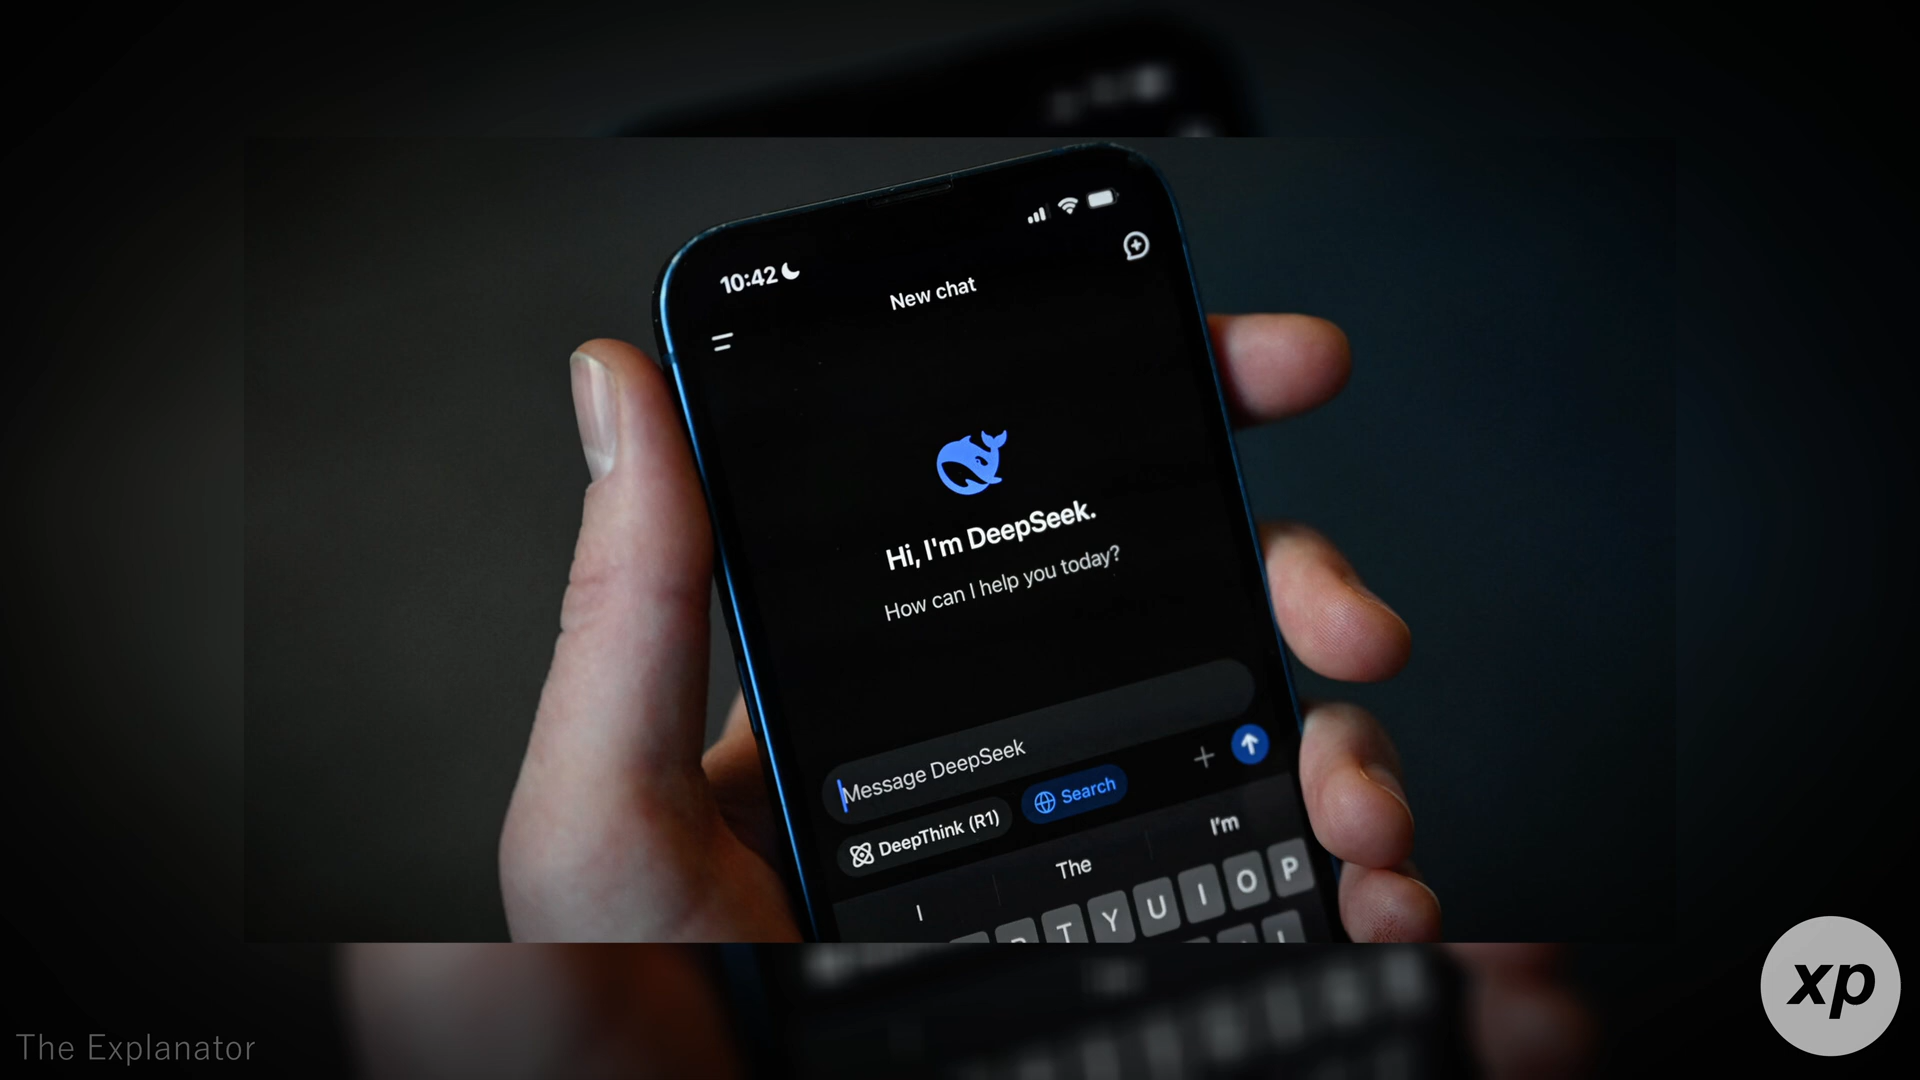 10:42
New chat
Hi, I'm DeepSeek.
How can I help you today?
Message DeepSeek
DeepThink (R1)
Search
I
The
I'm
T Y U I O P
The Explanator
xp